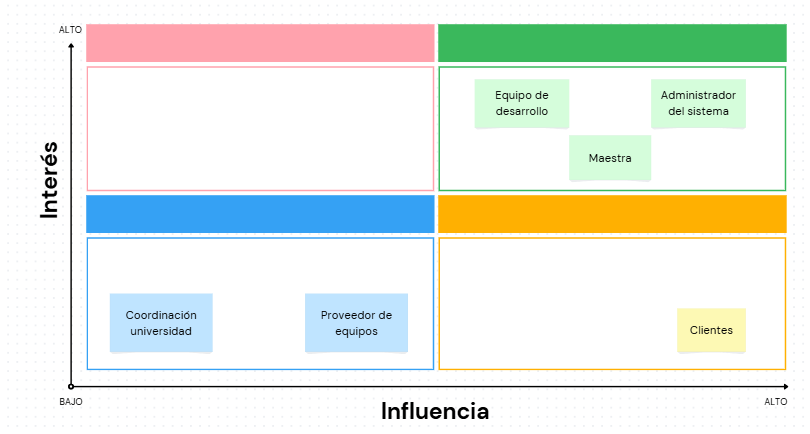 ALTO
Interés
Equipo de
desarrollo
Administrador
del sistema
Maestra
Coordinación
universidad
Proveedor de
equipos
Clientes
BAJO
Influencia
ALTO